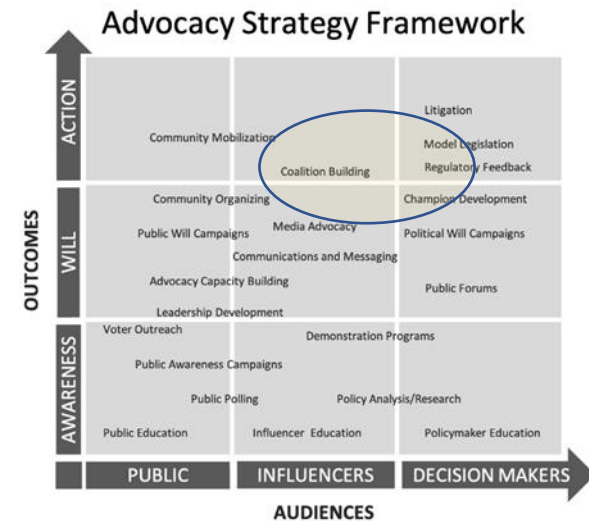 Advocacy Strategy Framework
OUTCOMES
ACTION
Litigation
Community Mobilization
Model Legislation
Coalition Building
Regulatory Feedback
WILL
Community Organizing
Champion Development
Media Advocacy
Public Will Campaigns
Political Will Campaigns
Communications and Messaging
Advocacy Capacity Building
Public Forums
Leadership Development
AWARENESS
Voter Outreach
Demonstration Programs
Public Awareness Campaigns
Public Polling
Policy Analysis/Research
Public Education
Influencer Education
Policymaker Education
PUBLIC
INFLUENCERS
DECISION MAKERS
AUDIENCES